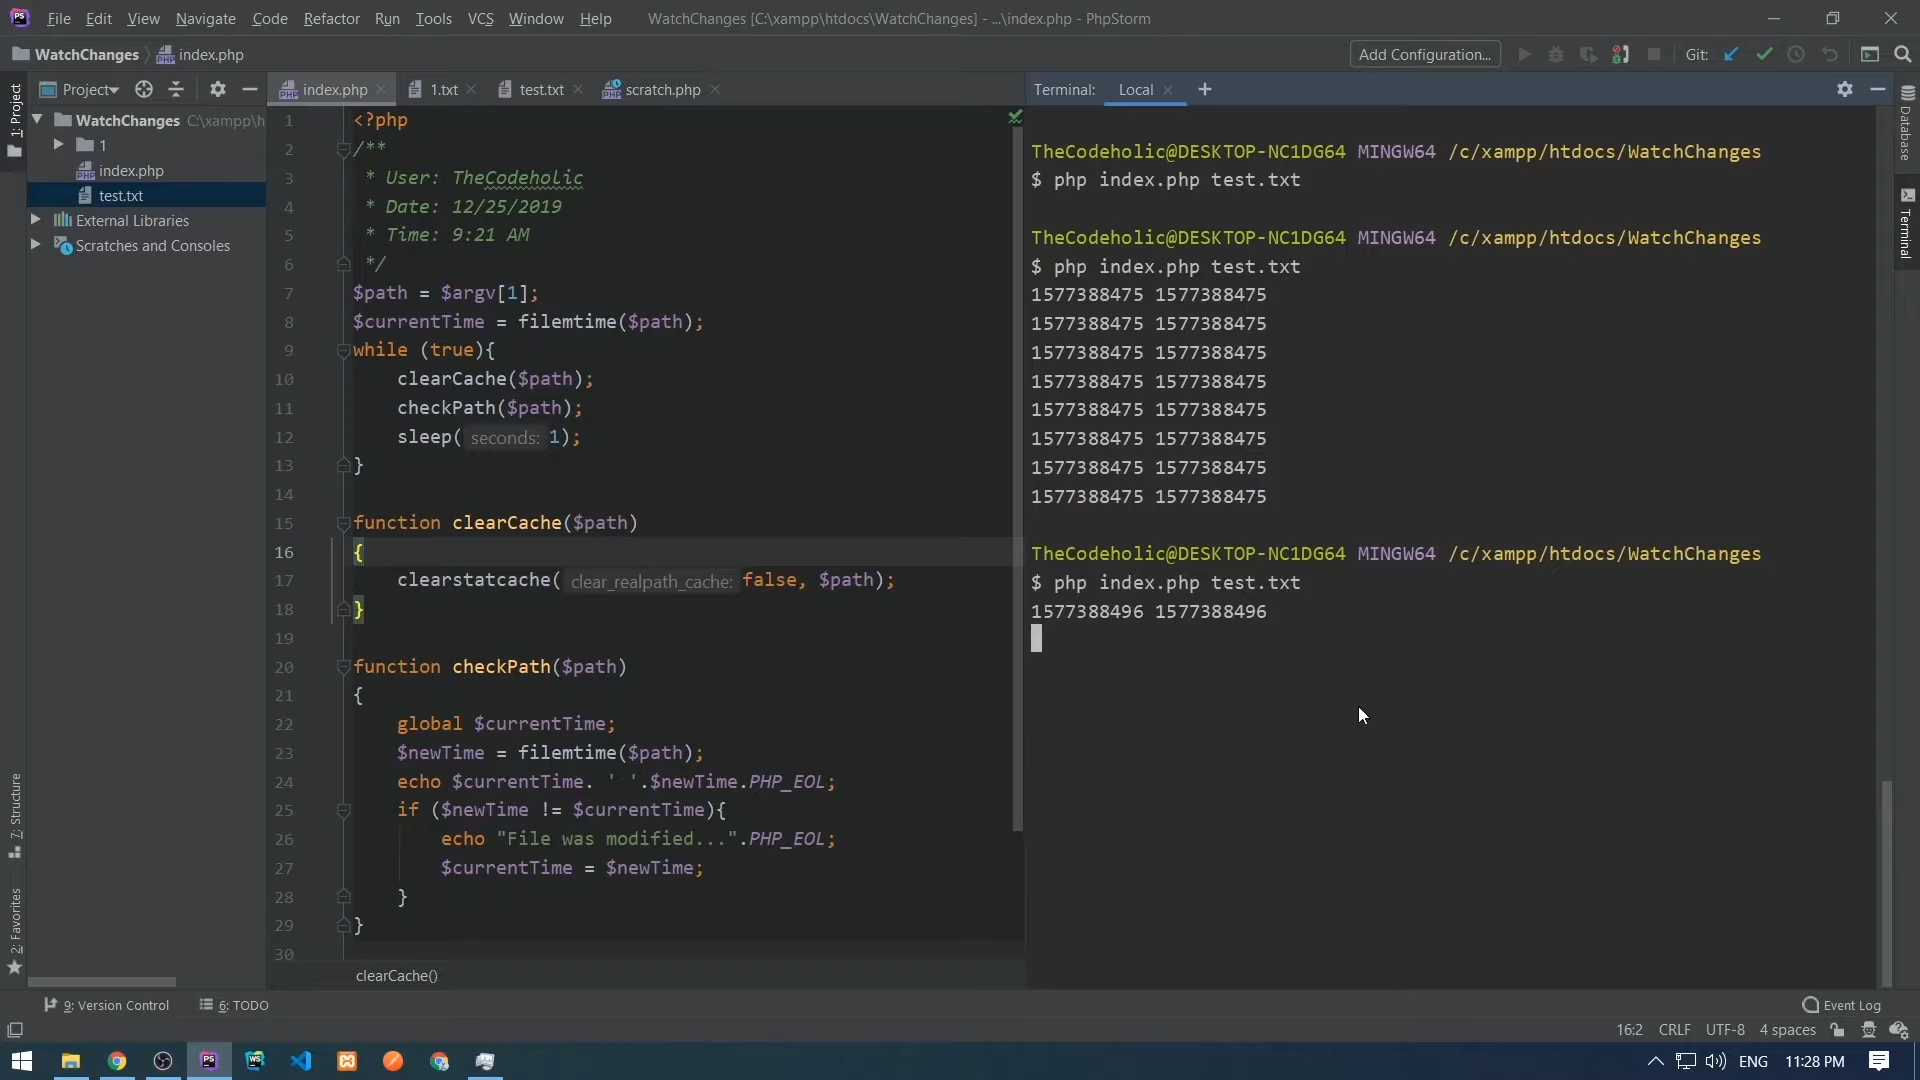 File Edit View Navigate Code Refactor Run Tools VCS Window Help WatchChanges [C:\xampp\htdocs\WatchChanges] - ...\index.php - PhpStorm
WatchChanges index.php Add Configuration... Git:
Project index.php 1.txt test.txt scratch.php Terminal: Local
1: Project
WatchChanges C:\xampp\h
1
index.php
test.txt
External Libraries
Scratches and Consoles
7: Structure
2: Favorites
1 <?php
2 /**
3 * User: TheCodeholic
4 * Date: 12/25/2019
5 * Time: 9:21 AM
6 */
7 $path = $argv[1];
8 $currentTime = filemtime($path);
9 while (true){
10 clearCache($path);
11 checkPath($path);
12 sleep( seconds: 1);
13 }
14
15 function clearCache($path)
16 {
17 clearstatcache( clear_realpath_cache: false, $path);
18 }
19
20 function checkPath($path)
21 {
22 global $currentTime;
23 $newTime = filemtime($path);
24 echo $currentTime. ' '.$newTime.PHP_EOL;
25 if ($newTime != $currentTime){
26 echo "File was modified...".PHP_EOL;
27 $currentTime = $newTime;
28 }
29 }
30
clearCache()
TheCodeholic@DESKTOP-NC1DG64 MINGW64 /c/xampp/htdocs/WatchChanges
$ php index.php test.txt
TheCodeholic@DESKTOP-NC1DG64 MINGW64 /c/xampp/htdocs/WatchChanges
$ php index.php test.txt
1577388475 1577388475
1577388475 1577388475
1577388475 1577388475
1577388475 1577388475
1577388475 1577388475
1577388475 1577388475
1577388475 1577388475
1577388475 1577388475
TheCodeholic@DESKTOP-NC1DG64 MINGW64 /c/xampp/htdocs/WatchChanges
$ php index.php test.txt
1577388496 1577388496
Database
Terminal
9: Version Control 6: TODO Event Log
16:2 CRLF UTF-8 4 spaces
ENG 11:28 PM